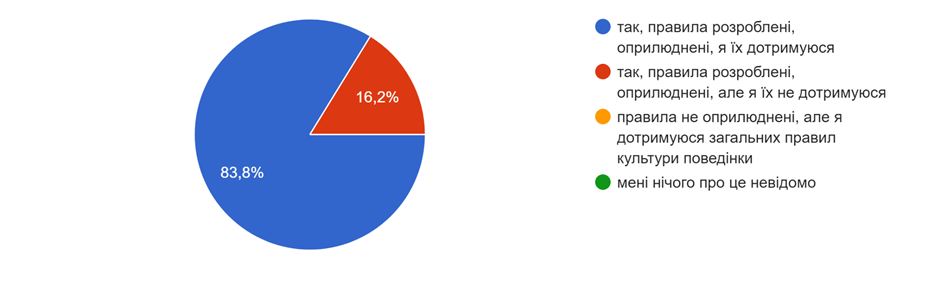 так, правила розроблені,
оприлюднені, я їх дотримуюся
так, правила розроблені,
оприлюднені, але я їх не дотримуюся
правила не оприлюднені, але я
дотримуюся загальних правил
культури поведінки
мені нічого про це невідомо
16,2%
83,8%